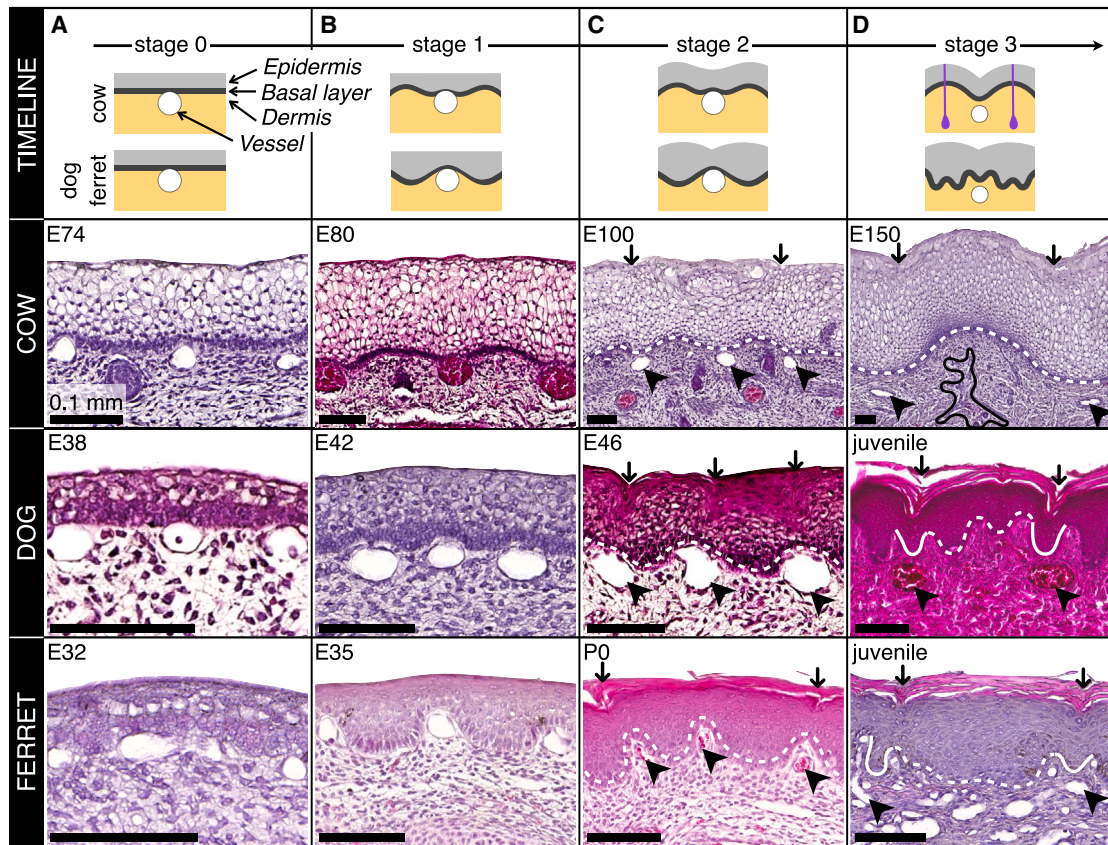 A
B
C
D
stage 0
stage 1
stage 2
stage 3
TIMELINE
cow
Epidermis
Basal layer
Dermis
Vessel
dog
ferret
COW
E74
E80
E100
E150
0.1 mm
DOG
E38
E42
E46
juvenile
FERRET
E32
E35
P0
juvenile